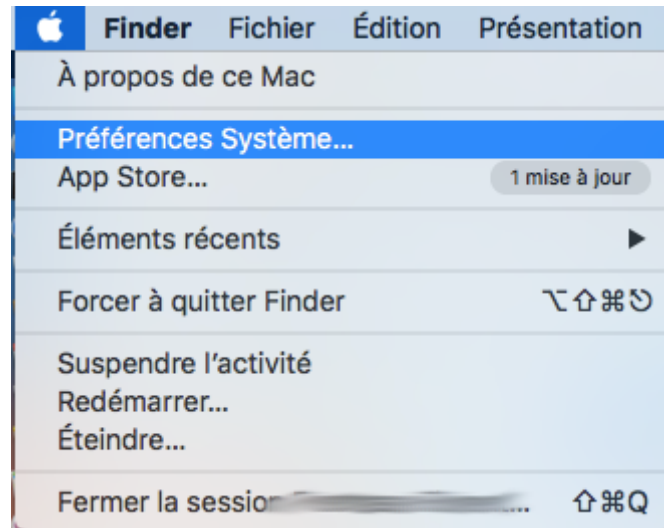 Finder Fichier Édition Présentation
À propos de ce Mac
Préférences Système...
App Store... 1 mise à jour
Éléments récents ▶
Forcer à quitter Finder ⌥⇧⌘⎋
Suspendre l'activité
Redémarrer...
Éteindre...
Fermer la session ... ⇧⌘Q